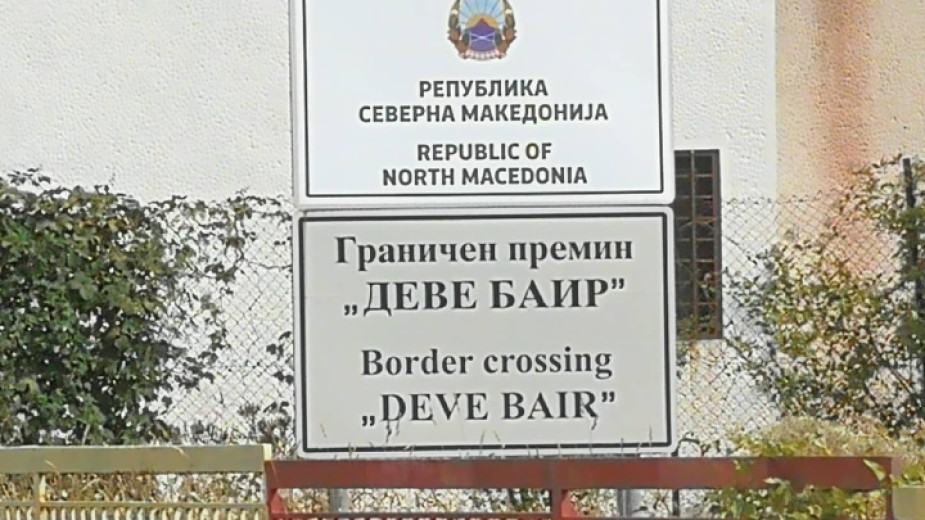 РЕПУБЛИКА
СЕВЕРНА МАКЕДОНИЈА
REPUBLIC OF
NORTH MACEDONIA
Граничен премин
„ДЕВЕ БАИР”
Border crossing
„DEVE BAIR”